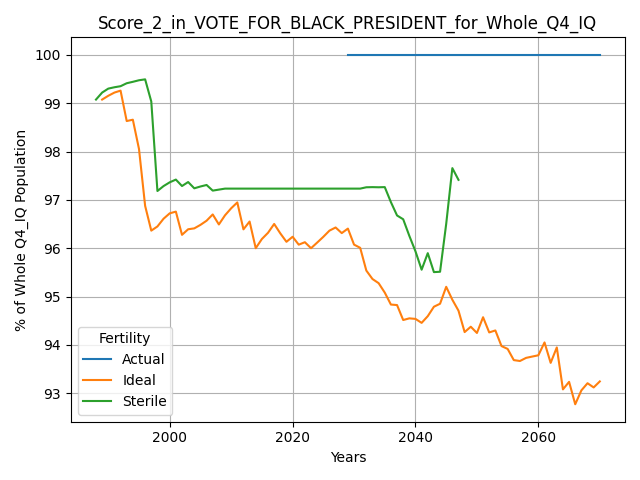 Score_2_in_VOTE_FOR_BLACK_PRESIDENT_for_Whole_Q4_IQ
% of Whole Q4_IQ Population
100
99
98
97
96
95
94
93
Fertility
Actual
Ideal
Sterile
2000
2020
2040
2060
Years